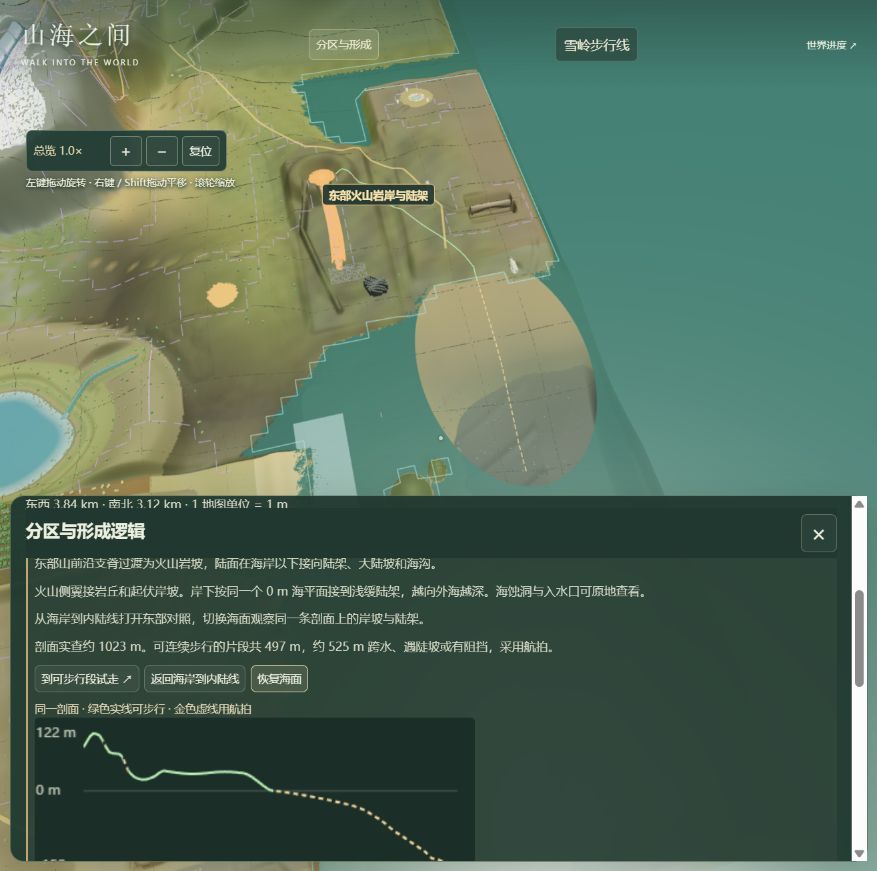 山海之间
WALK INTO THE WORLD
分区与形成
雪岭步行线
世界进度 ↗
总览 1.0×
+
−
复位
左键拖动旋转 · 右键 / Shift拖动平移 · 滚轮缩放
东部火山岩岸与陆架
东西 3.84 km · 南北 3.12 km · 1 地图单位 = 1 m
分区与形成逻辑
×
东部山前沿支脊过渡为火山岩坡，陆面在海岸以下接向陆架、大陆坡和海沟。
火山侧翼接岩丘和起伏岸坡。岸下按同一个 0 m 海平面接到浅缓陆架，越向外海越深。海蚀洞与入水口可原地查看。
从海岸到内陆线打开东部对照，切换海面观察同一条剖面上的岸坡与陆架。
剖面实查约 1023 m。可连续步行的片段共 497 m，约 525 m 跨水、遇陡坡或有阻挡，采用航拍。
到可步行段试走 ↗
返回海岸到内陆线
恢复海面
同一剖面 · 绿色实线可步行 · 金色虚线用航拍
122 m
0 m